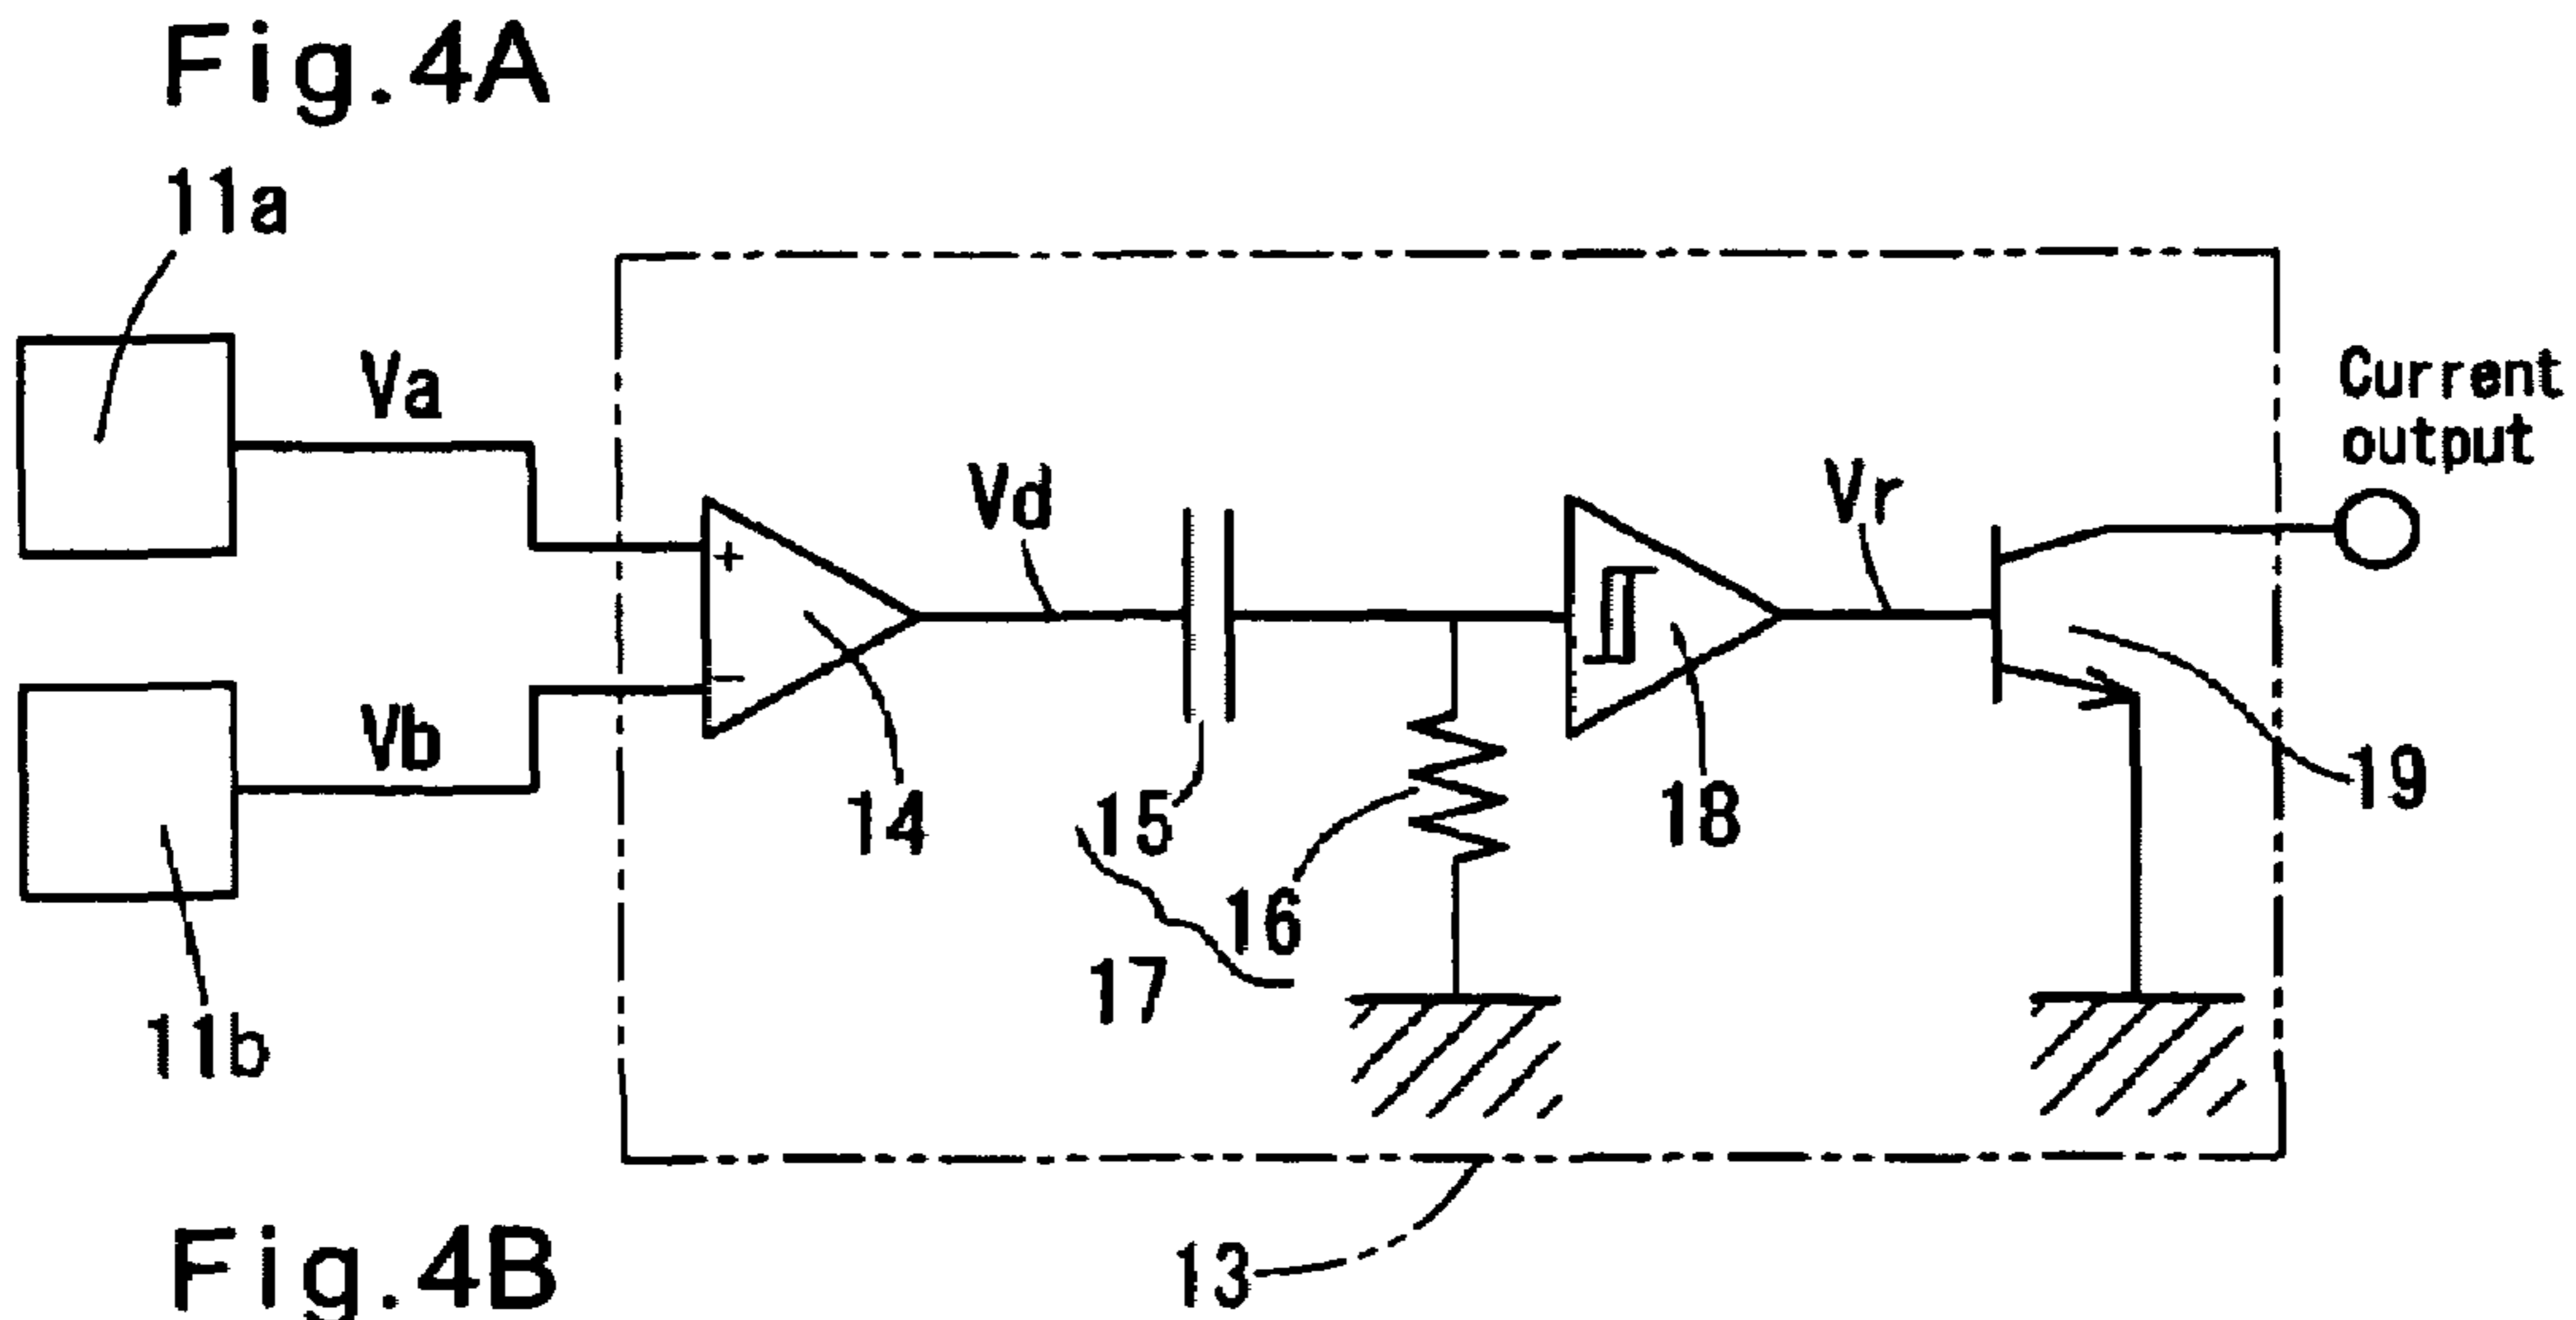 Fig.4A
11a
Va
Vb
11b
+
−
14
Vd
15
16
17
18
Vr
19
Current
output
13
Fig.4B